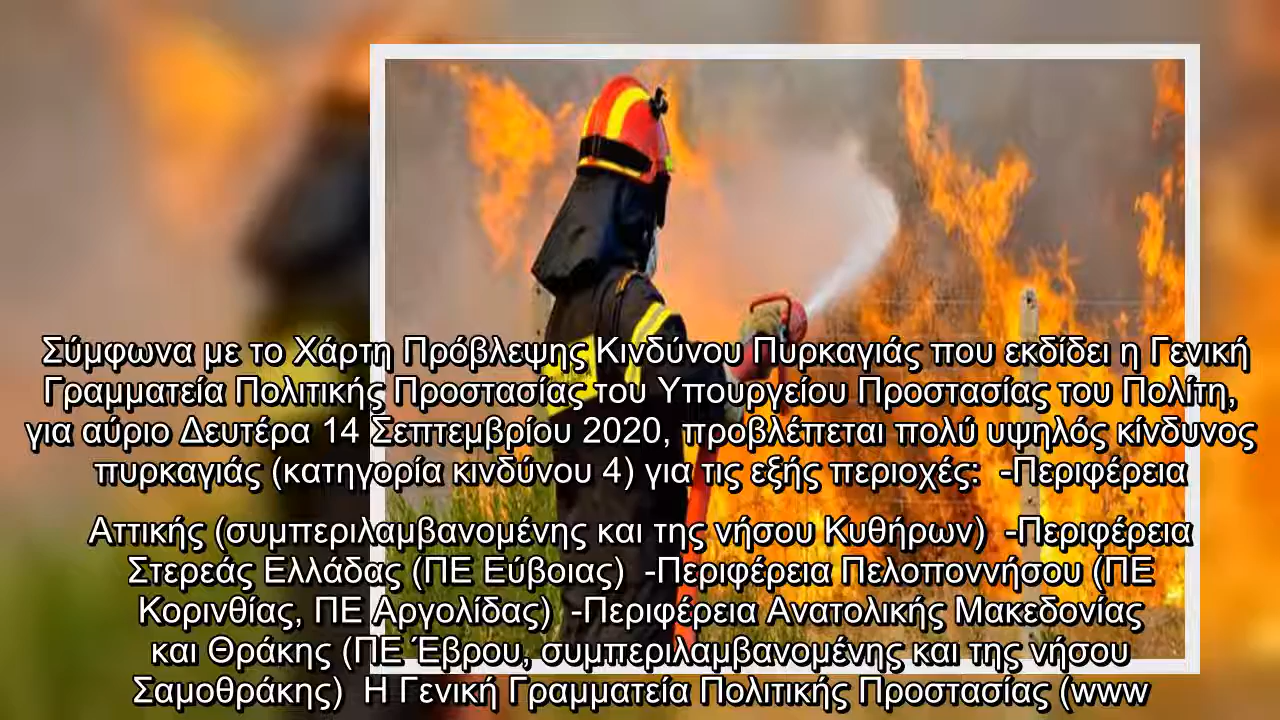 Σύμφωνα με το Χάρτη Πρόβλεψης Κινδύνου Πυρκαγιάς που εκδίδει η Γενική
Γραμματεία Πολιτικής Προστασίας του Υπουργείου Προστασίας του Πολίτη,
για αύριο Δευτέρα 14 Σεπτεμβρίου 2020, προβλέπεται πολύ υψηλός κίνδυνος
πυρκαγιάς (κατηγορία κινδύνου 4) για τις εξής περιοχές:  -Περιφέρεια
Αττικής (συμπεριλαμβανομένης και της νήσου Κυθήρων)  -Περιφέρεια
Στερεάς Ελλάδας (ΠΕ Εύβοιας)  -Περιφέρεια Πελοποννήσου (ΠΕ
Κορινθίας, ΠΕ Αργολίδας)  -Περιφέρεια Ανατολικής Μακεδονίας
και Θράκης (ΠΕ Έβρου, συμπεριλαμβανομένης και της νήσου
Σαμοθράκης)  Η Γενική Γραμματεία Πολιτικής Προστασίας (www